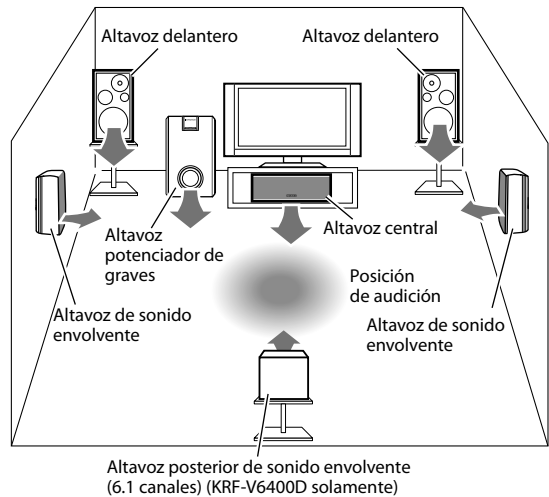 Altavoz delantero
Altavoz delantero
Altavoz
potenciador de
graves
Altavoz central
Posición
de audición
Altavoz de sonido
envolvente
Altavoz de sonido
envolvente
Altavoz posterior de sonido envolvente
(6.1 canales) (KRF-V6400D solamente)